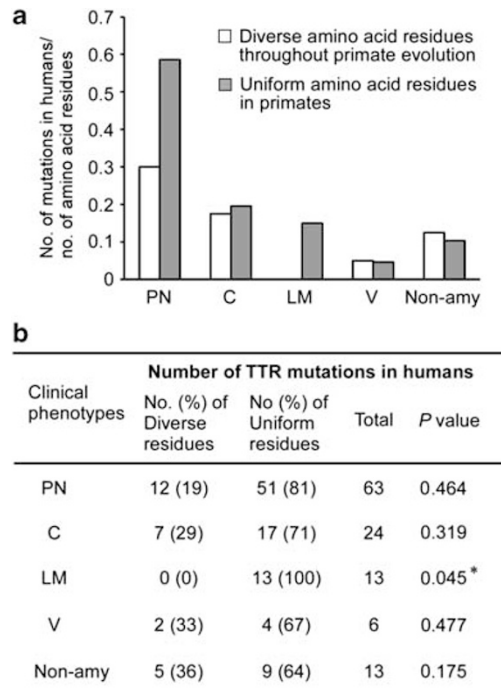 a
0.7
0.6
0.5
0.4
0.3
0.2
0.1
0
No. of mutations in humans/
no. of amino acid residues
Diverse amino acid residues
throughout primate evolution
Uniform amino acid residues
in primates
PN C LM V Non-amy
b
Number of TTR mutations in humans
Clinical
phenotypes
No. (%) of
Diverse
residues
No (%) of
Uniform
residues
Total
P value
PN 12 (19) 51 (81) 63 0.464
C 7 (29) 17 (71) 24 0.319
LM 0 (0) 13 (100) 13 0.045*
V 2 (33) 4 (67) 6 0.477
Non-amy 5 (36) 9 (64) 13 0.175